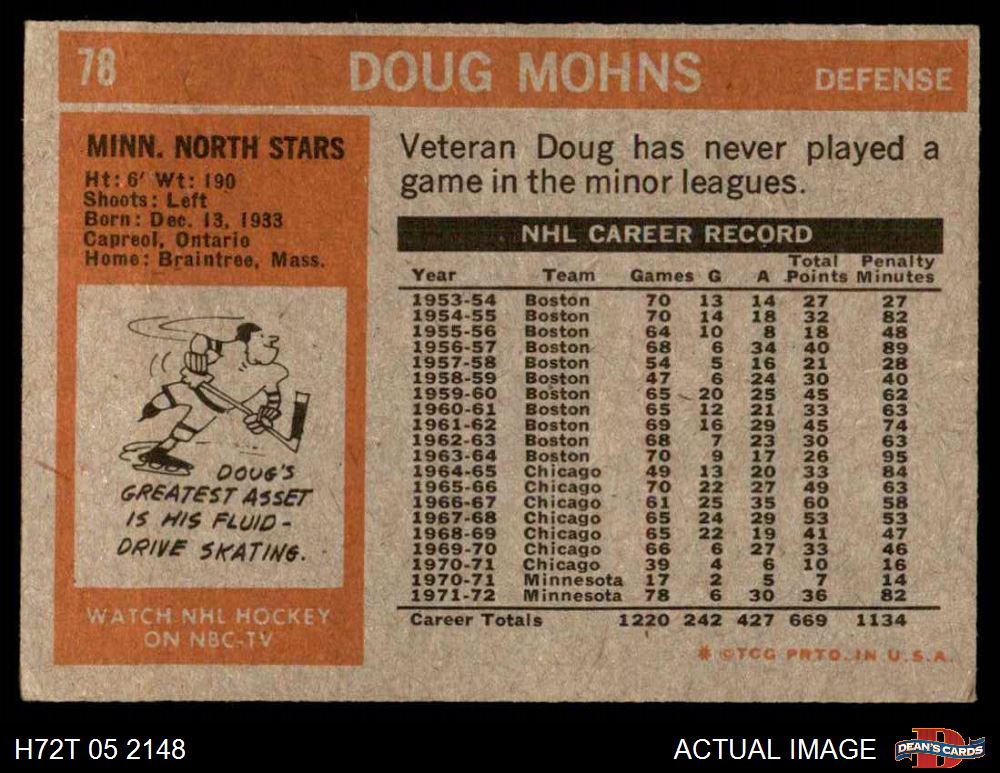 78 DOUG MOHNS DEFENSE
MINN. NORTH STARS
Ht: 6' Wt: 190
Shoots: Left
Born: Dec. 13, 1933
Capreol, Ontario
Home: Braintree, Mass.
DOUG'S
GREATEST ASSET
IS HIS FLUID-
DRIVE SKATING.
WATCH NHL HOCKEY
ON NBC-TV
Veteran Doug has never played a
game in the minor leagues.
NHL CAREER RECORD
Year Team Games G A Total Points Penalty Minutes
1953-54 Boston 70 13 14 27 27
1954-55 Boston 70 14 18 32 82
1955-56 Boston 64 10 8 18 48
1956-57 Boston 68 6 34 40 89
1957-58 Boston 54 5 16 21 28
1958-59 Boston 47 6 24 30 40
1959-60 Boston 65 20 25 45 62
1960-61 Boston 65 12 21 33 63
1961-62 Boston 69 16 29 45 74
1962-63 Boston 68 7 23 30 63
1963-64 Boston 70 9 17 26 95
1964-65 Chicago 49 13 20 33 84
1965-66 Chicago 70 22 27 49 63
1966-67 Chicago 61 25 35 60 58
1967-68 Chicago 65 24 29 53 53
1968-69 Chicago 65 22 19 41 47
1969-70 Chicago 66 6 27 33 46
1970-71 Chicago 39 4 6 10 16
1970-71 Minnesota 17 2 5 7 14
1971-72 Minnesota 78 6 30 36 82
Career Totals 1220 242 427 669 1134
* ©TCG PRTD. IN U.S.A.
H72T 05 2148 ACTUAL IMAGE D DEAN'S CARDS